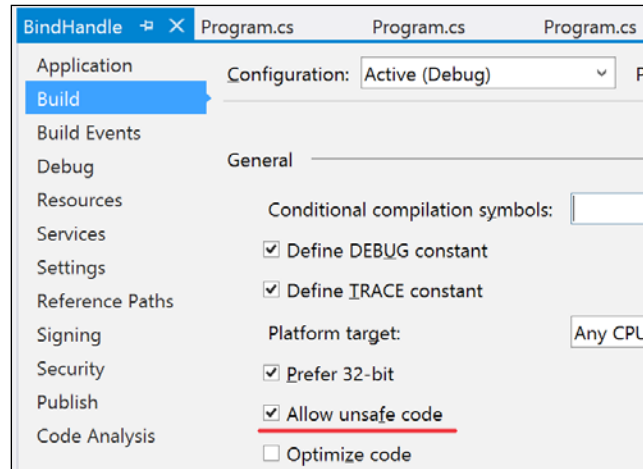 BindHandle Program.cs Program.cs Program.cs
Application
Configuration: Active (Debug) P
Build
Build Events
General
Debug
Resources
Conditional compilation symbols:
Services
Define DEBUG constant
Settings
Define TRACE constant
Reference Paths
Signing
Platform target: Any CPU
Security
Prefer 32-bit
Publish
Allow unsafe code
Code Analysis
Optimize code